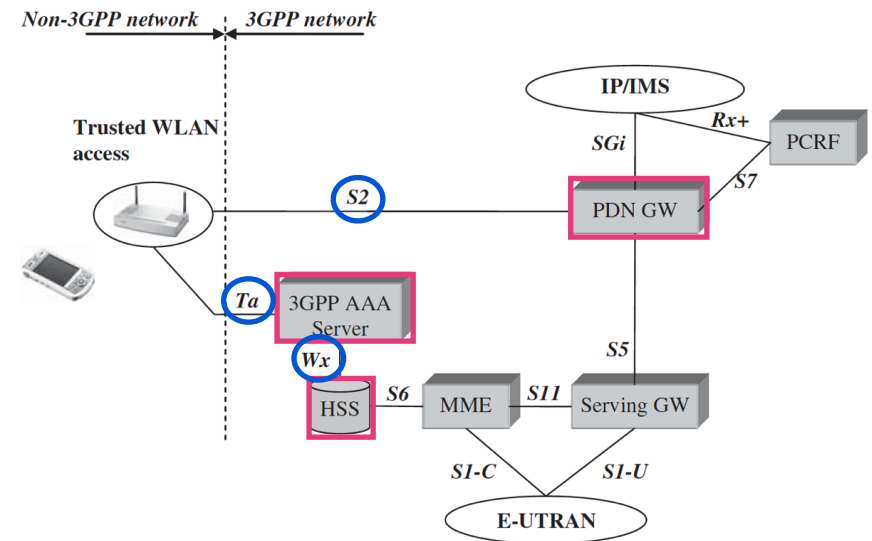 Non-3GPP network
3GPP network
IP/IMS
Rx+
Trusted WLAN
access
SGi
PCRF
S7
S2
PDN GW
Ta
3GPP AAA
Server
Wx
S5
HSS
S6
MME
S11
Serving GW
S1-C
S1-U
E-UTRAN